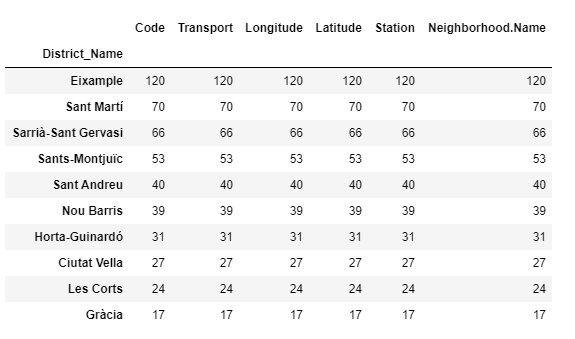 Code Transport Longitude Latitude Station Neighborhood.Name
District_Name
Eixample 120 120 120 120 120 120
Sant Martí 70 70 70 70 70 70
Sarrià-Sant Gervasi 66 66 66 66 66 66
Sants-Montjuïc 53 53 53 53 53 53
Sant Andreu 40 40 40 40 40 40
Nou Barris 39 39 39 39 39 39
Horta-Guinardó 31 31 31 31 31 31
Ciutat Vella 27 27 27 27 27 27
Les Corts 24 24 24 24 24 24
Gràcia 17 17 17 17 17 17